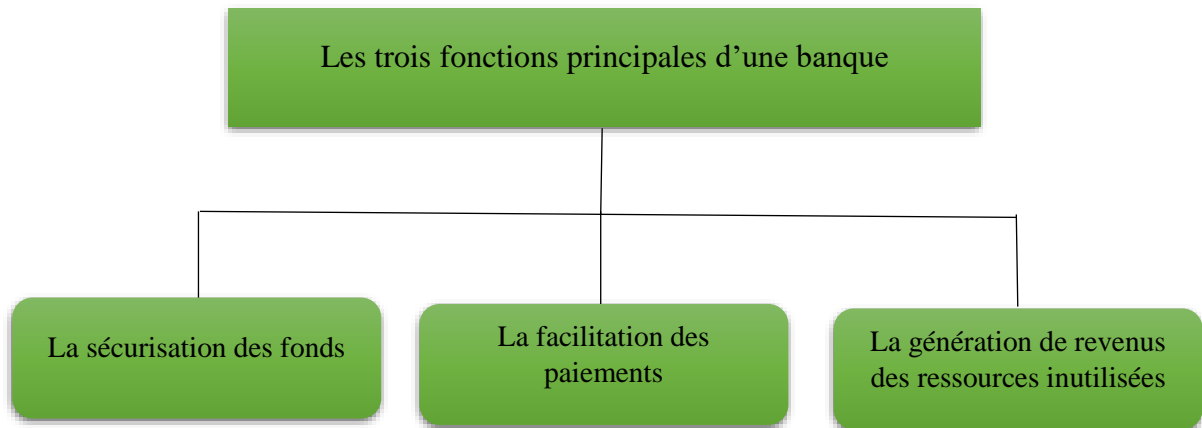 Les trois fonctions principales d’une banque
La sécurisation des fonds
La facilitation des
paiements
La génération de revenus
des ressources inutilisées